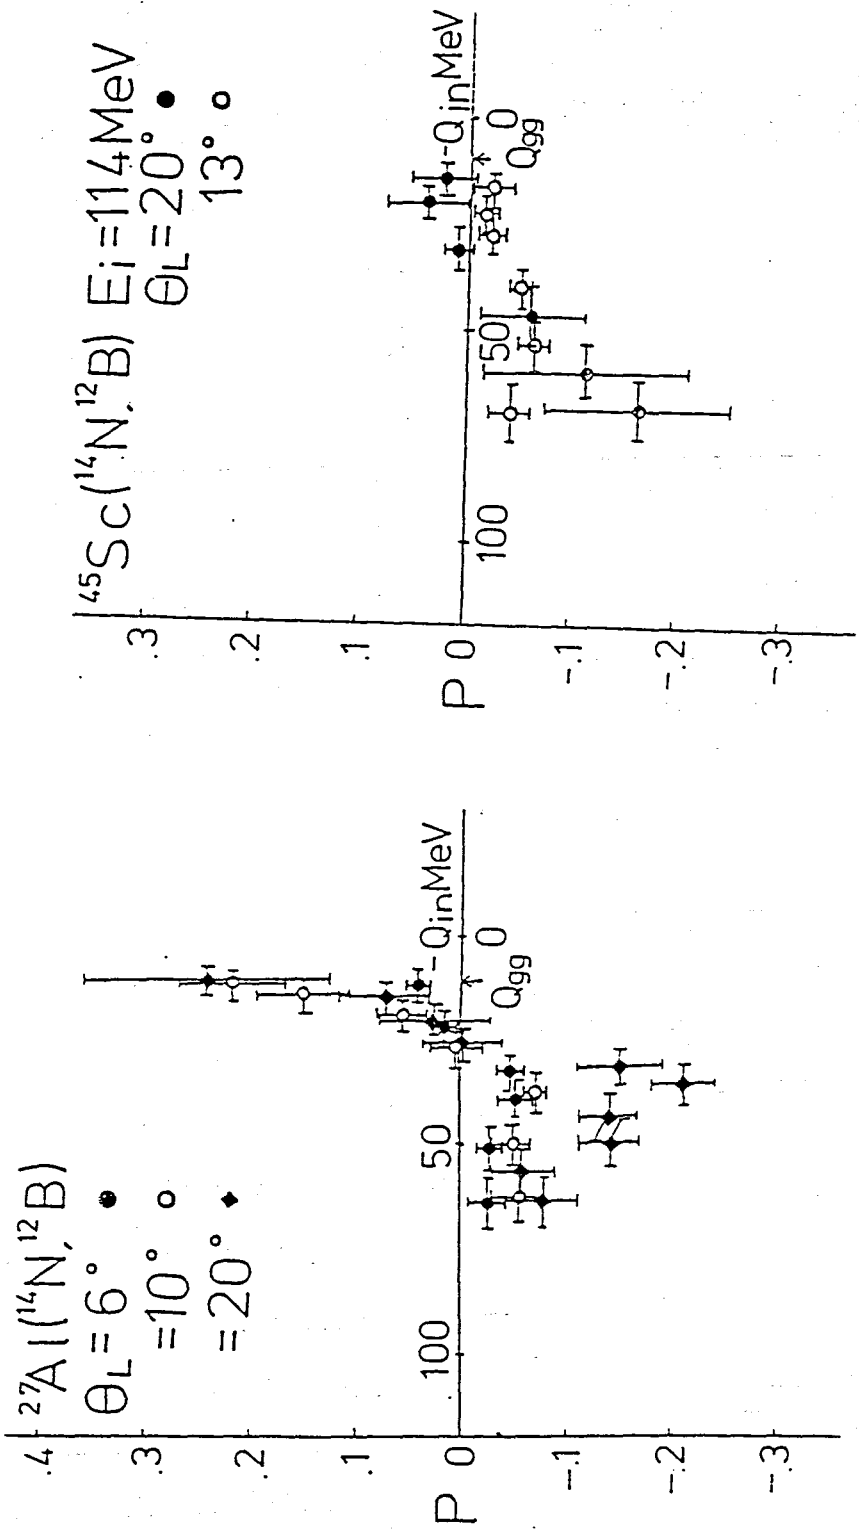 ²⁷Al(¹⁴N,¹²B)
θL = 6° ●
=10° ○
=20° ◆
P
.4
.3
.2
.1
0
-.1
-.2
-.3
100
50
0
-Qin MeV
Qgg
⁴⁵Sc(¹⁴N,¹²B) Ei=114MeV
θL=20° ●
13° ○
P
.3
.2
.1
0
-.1
-.2
-.3
100
50
0
-Qin MeV
Qgg